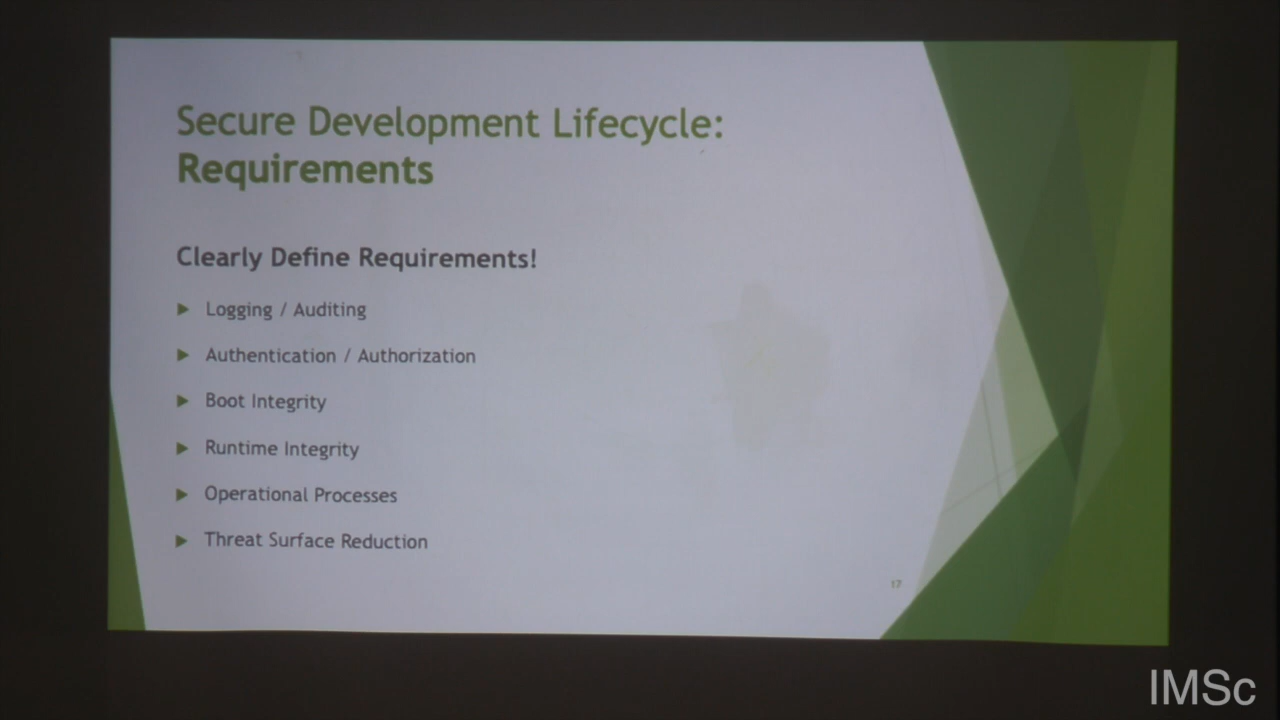 Secure Development Lifecycle:
Requirements
Clearly Define Requirements!
Logging / Auditing
Authentication / Authorization
Boot Integrity
Runtime Integrity
Operational Processes
Threat Surface Reduction
17
IMSc